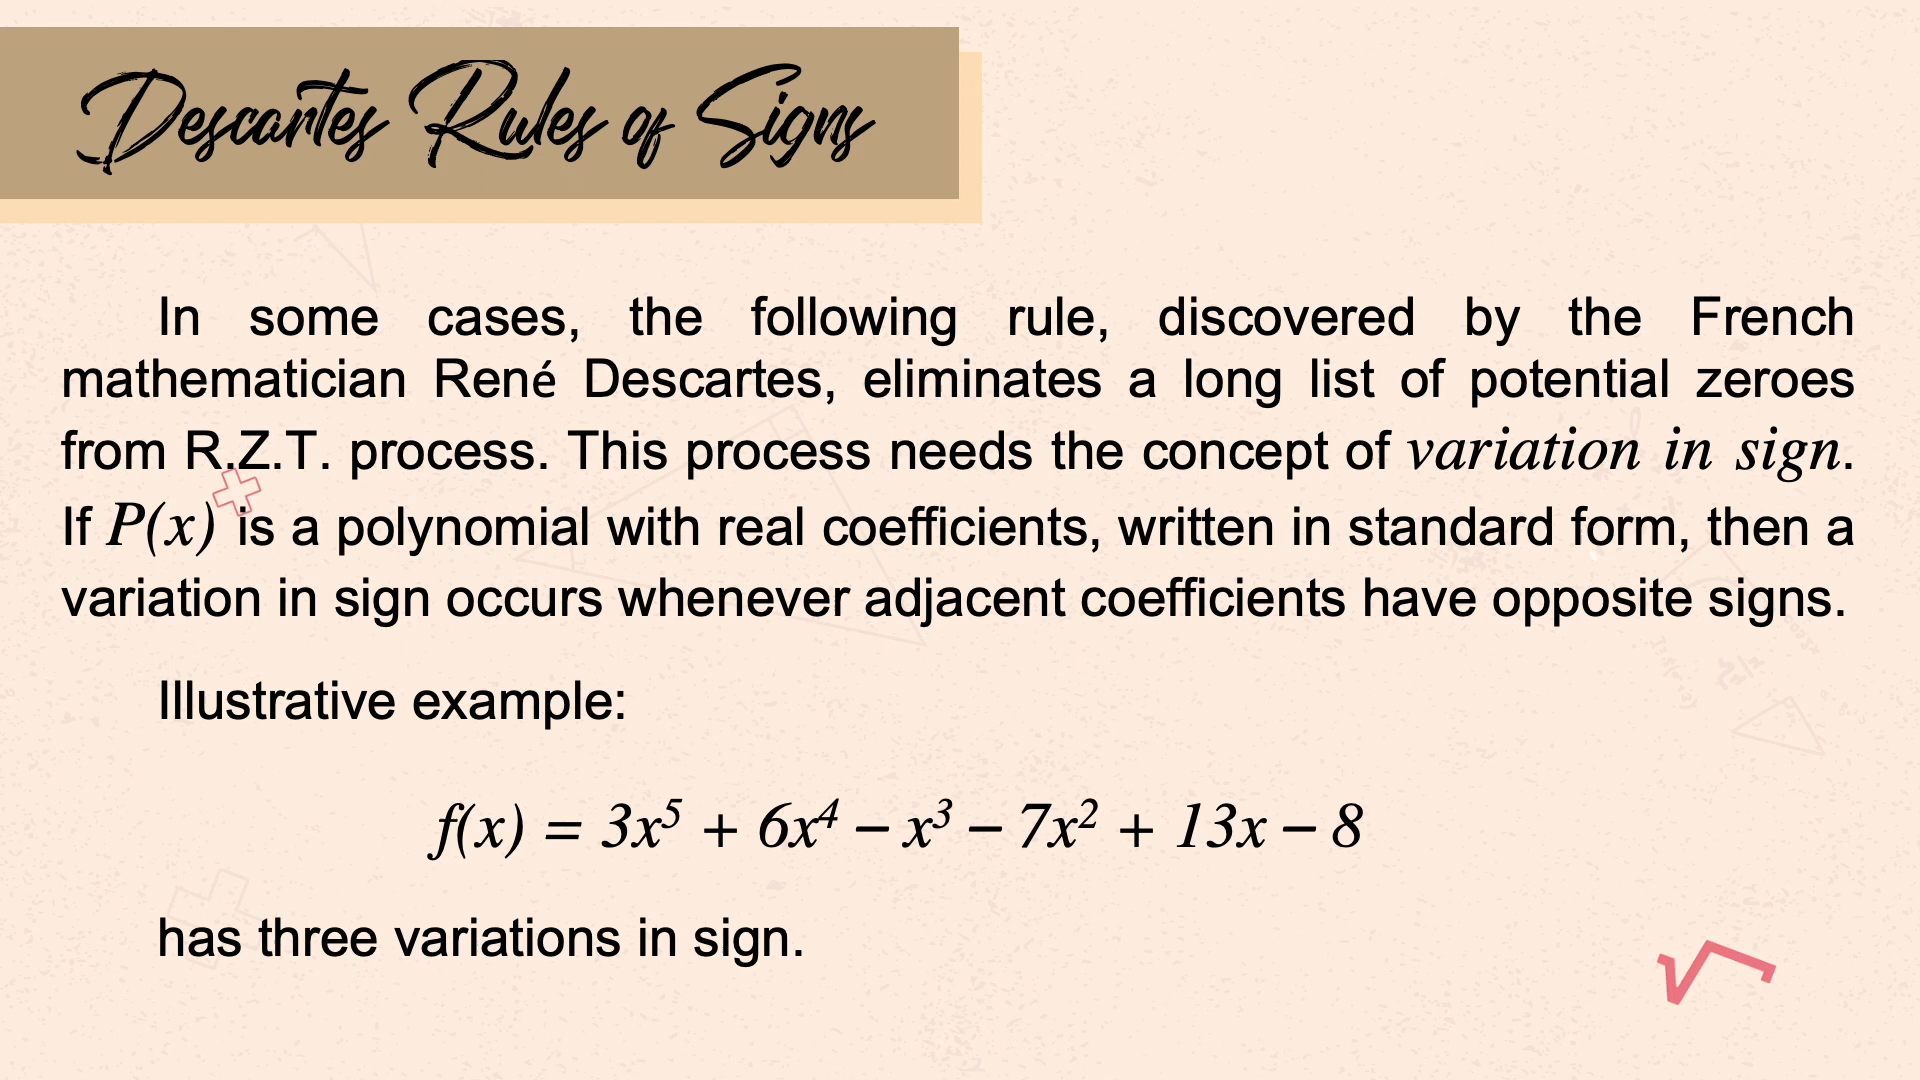 Descartes Rules of Signs
In some cases, the following rule, discovered by the French
mathematician René Descartes, eliminates a long list of potential zeroes
from R.Z.T. process. This process needs the concept of variation in sign.
If P(x) is a polynomial with real coefficients, written in standard form, then a
variation in sign occurs whenever adjacent coefficients have opposite signs.
Illustrative example:
f(x) = 3x⁵ + 6x⁴ – x³ – 7x² + 13x – 8
has three variations in sign.